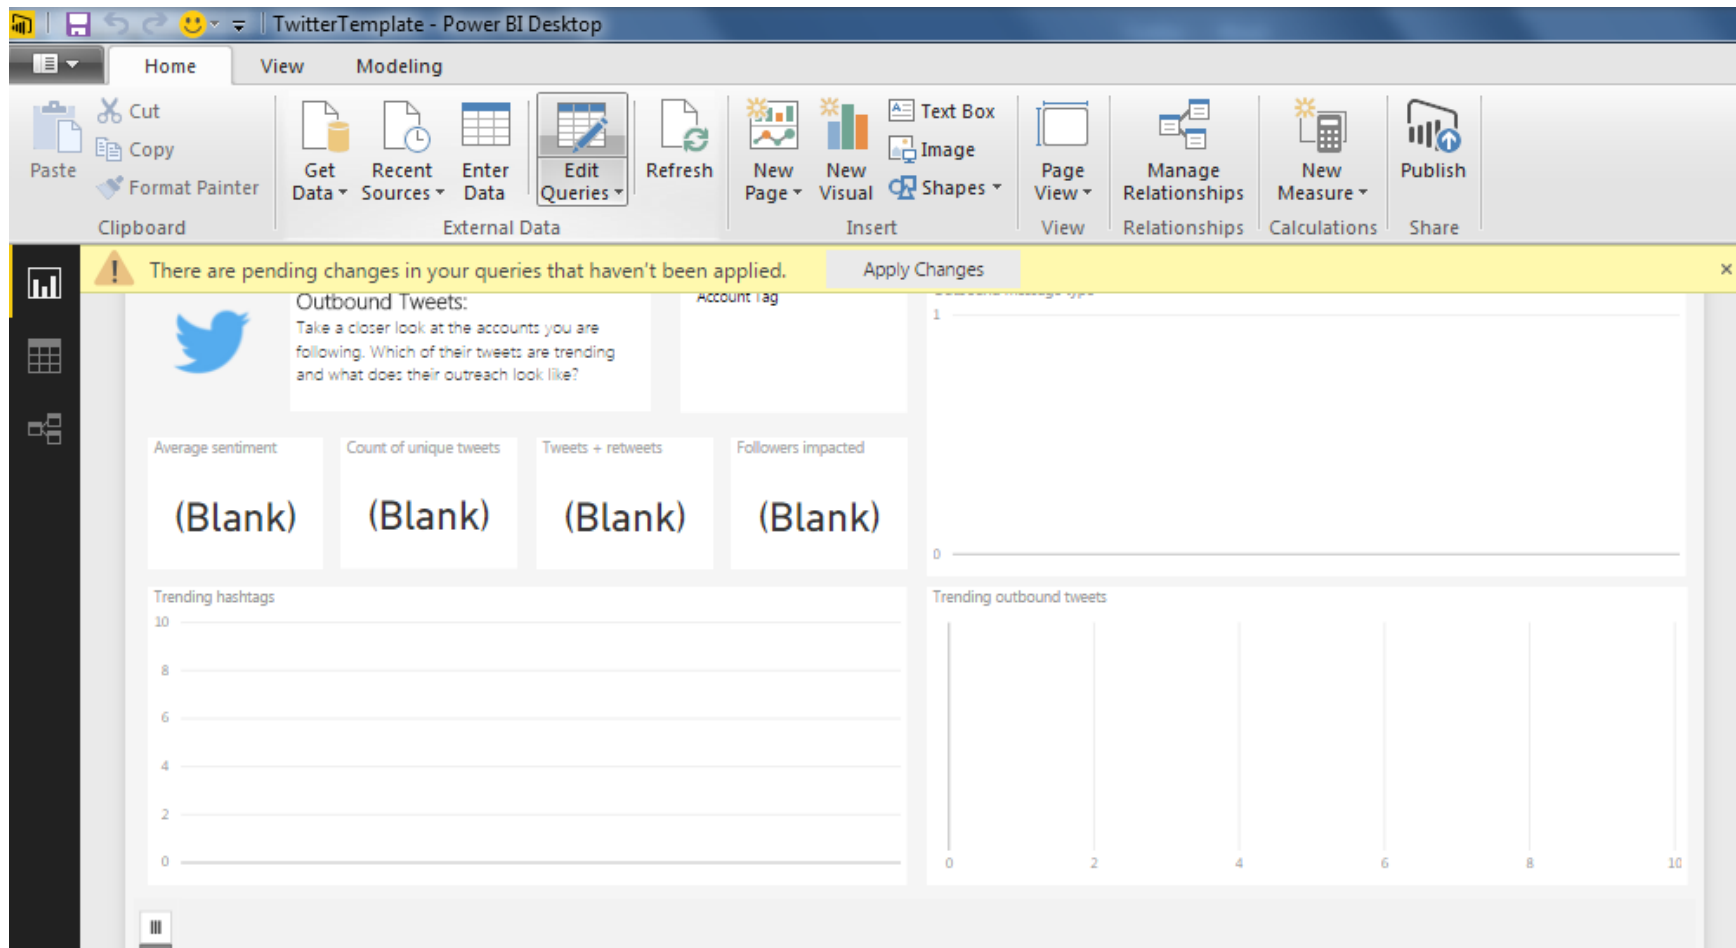 TwitterTemplate - Power BI Desktop
Home View Modeling
Paste
Cut
Copy
Format Painter
Clipboard
Get Data
Recent Sources
Enter Data
Edit Queries
Refresh
External Data
New Page
New Visual
Text Box
Image
Shapes
Insert
Page View
View
Manage Relationships
Relationships
New Measure
Calculations
Publish
Share
There are pending changes in your queries that haven't been applied. Apply Changes
Outbound Tweets:
Take a closer look at the accounts you are
following. Which of their tweets are trending
and what does their outreach look like?
Account Tag
Outbound message type
1
0
Average sentiment
(Blank)
Count of unique tweets
(Blank)
Tweets + retweets
(Blank)
Followers impacted
(Blank)
Trending hashtags
10
8
6
4
2
0
Trending outbound tweets
0 2 4 6 8 10